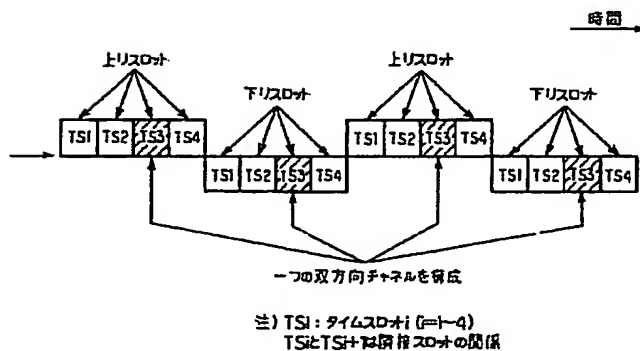 時間
上りスロット 上りスロット
下りスロット 下りスロット
TS1 TS2 TS3 TS4 TS1 TS2 TS3 TS4
TS1 TS2 TS3 TS4 TS1 TS2 TS3 TS4
一つの双方向チャネルを構成
注) TSi : タイムスロットi (i=1~4)
TSiとTSi+1は隣接スロットの関係